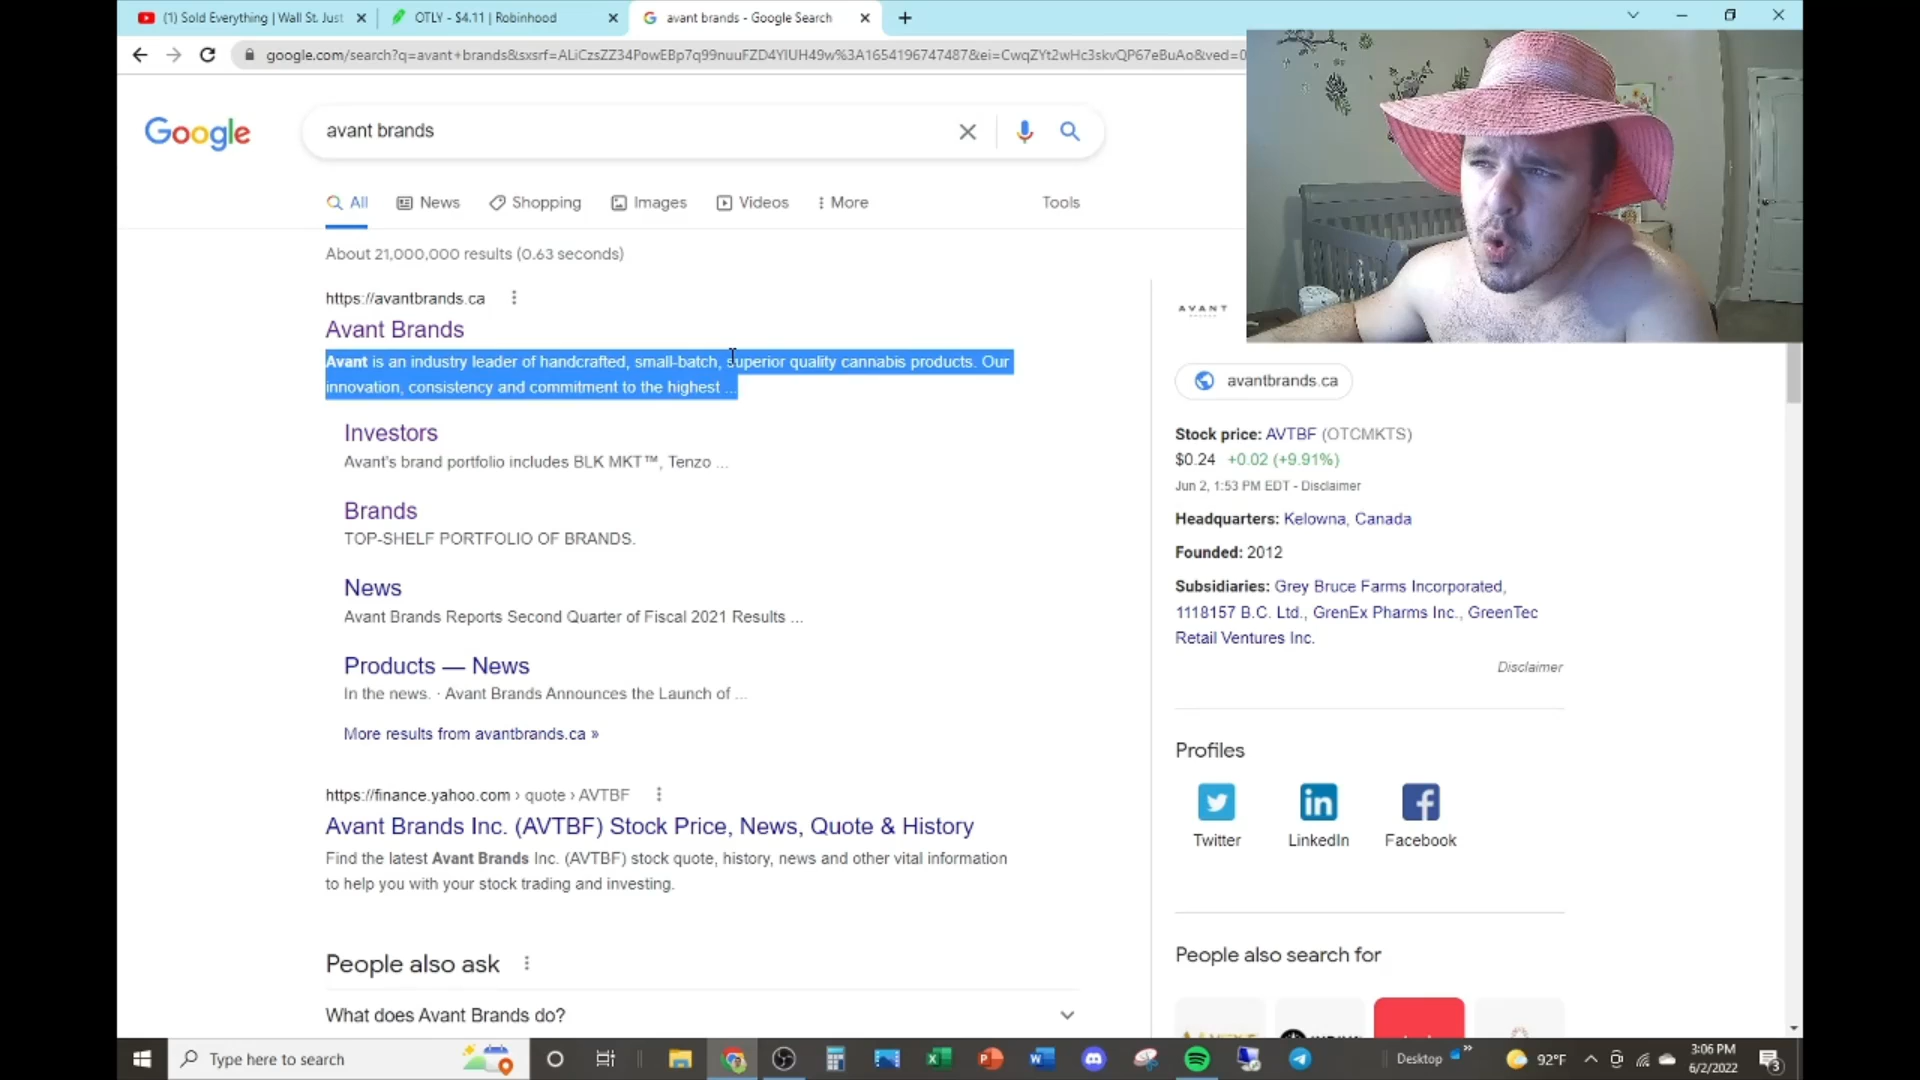 (1) Sold Everything | Wall St. Just
OTLY - $4.11 | Robinhood
avant brands - Google Search
google.com/search?q=avant+brands&sxsrf=ALiCzsZZ34PowEBp7q99nuuFZD4YlUH49w%3A1654196747487&ei=CwqZYt2wHc3skvQP67eBuAo&ved=0
Google
avant brands
All
News
Shopping
Images
Videos
More
Tools
About 21,000,000 results (0.63 seconds)
https://avantbrands.ca
Avant Brands
Avant is an industry leader of handcrafted, small-batch, superior quality cannabis products. Our
innovation, consistency and commitment to the highest ...
Investors
Avant's brand portfolio includes BLK MKT™, Tenzo ...
Brands
TOP-SHELF PORTFOLIO OF BRANDS.
News
Avant Brands Reports Second Quarter of Fiscal 2021 Results ...
Products — News
In the news. · Avant Brands Announces the Launch of ...
More results from avantbrands.ca »
https://finance.yahoo.com › quote › AVTBF
Avant Brands Inc. (AVTBF) Stock Price, News, Quote & History
Find the latest Avant Brands Inc. (AVTBF) stock quote, history, news and other vital information
to help you with your stock trading and investing.
People also ask
What does Avant Brands do?
AVANT
avantbrands.ca
Stock price: AVTBF (OTCMKTS)
$0.24 +0.02 (+9.91%)
Jun 2, 1:53 PM EDT - Disclaimer
Headquarters: Kelowna, Canada
Founded: 2012
Subsidiaries: Grey Bruce Farms Incorporated,
1118157 B.C. Ltd., GrenEx Pharms Inc., GreenTec
Retail Ventures Inc.
Disclaimer
Profiles
Twitter
LinkedIn
Facebook
People also search for
Type here to search
Desktop
92°F
3:06 PM
6/2/2022
3